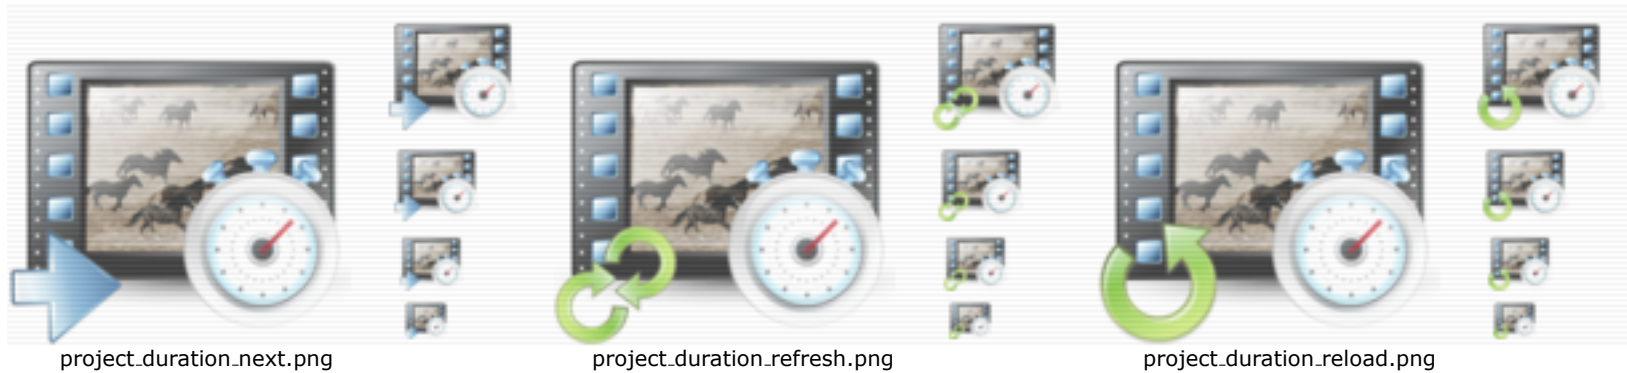 project_duration_next.png
project_duration_refresh.png
project_duration_reload.png